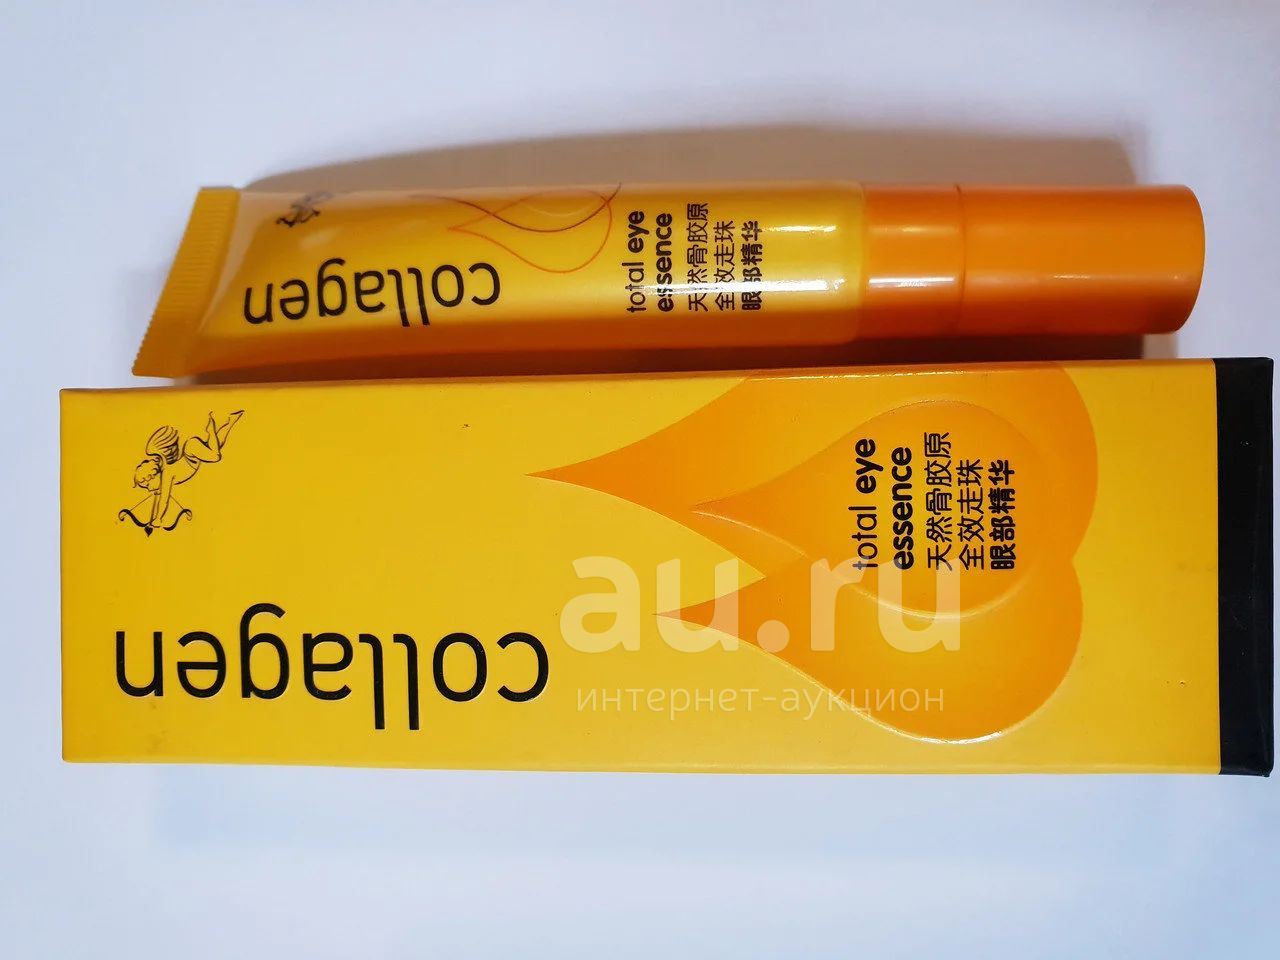 collagen
total eye
essence
天然骨胶原
全效走珠
眼部精华
collagen
total eye
essence
天然骨胶原
全效走珠
眼部精华
au.ru
интернет-аукцион